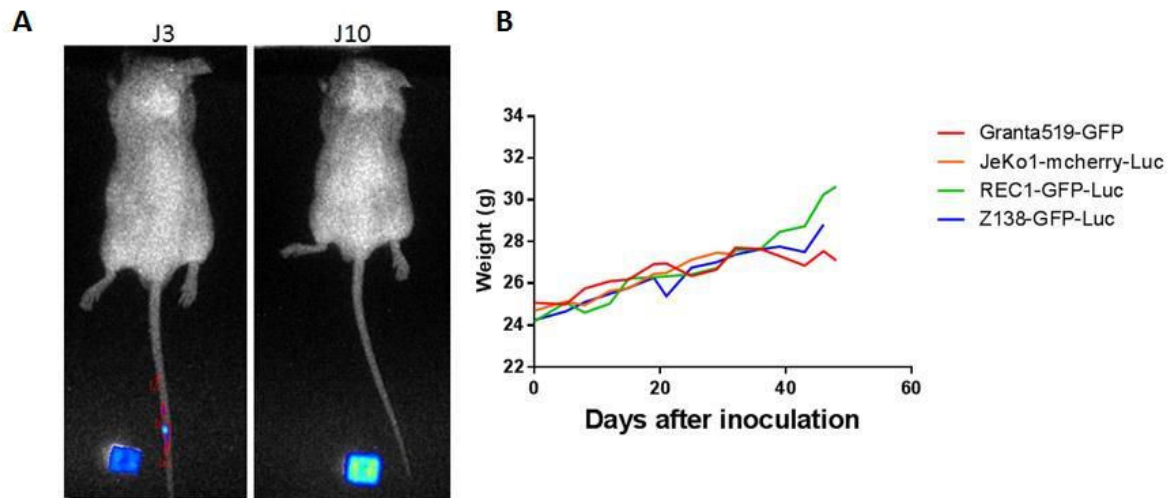 A
J3
J10
B
34
32
30
28
26
24
22
Weight (g)
0
20
40
60
Days after inoculation
Granta519-GFP
JeKo1-mcherry-Luc
REC1-GFP-Luc
Z138-GFP-Luc